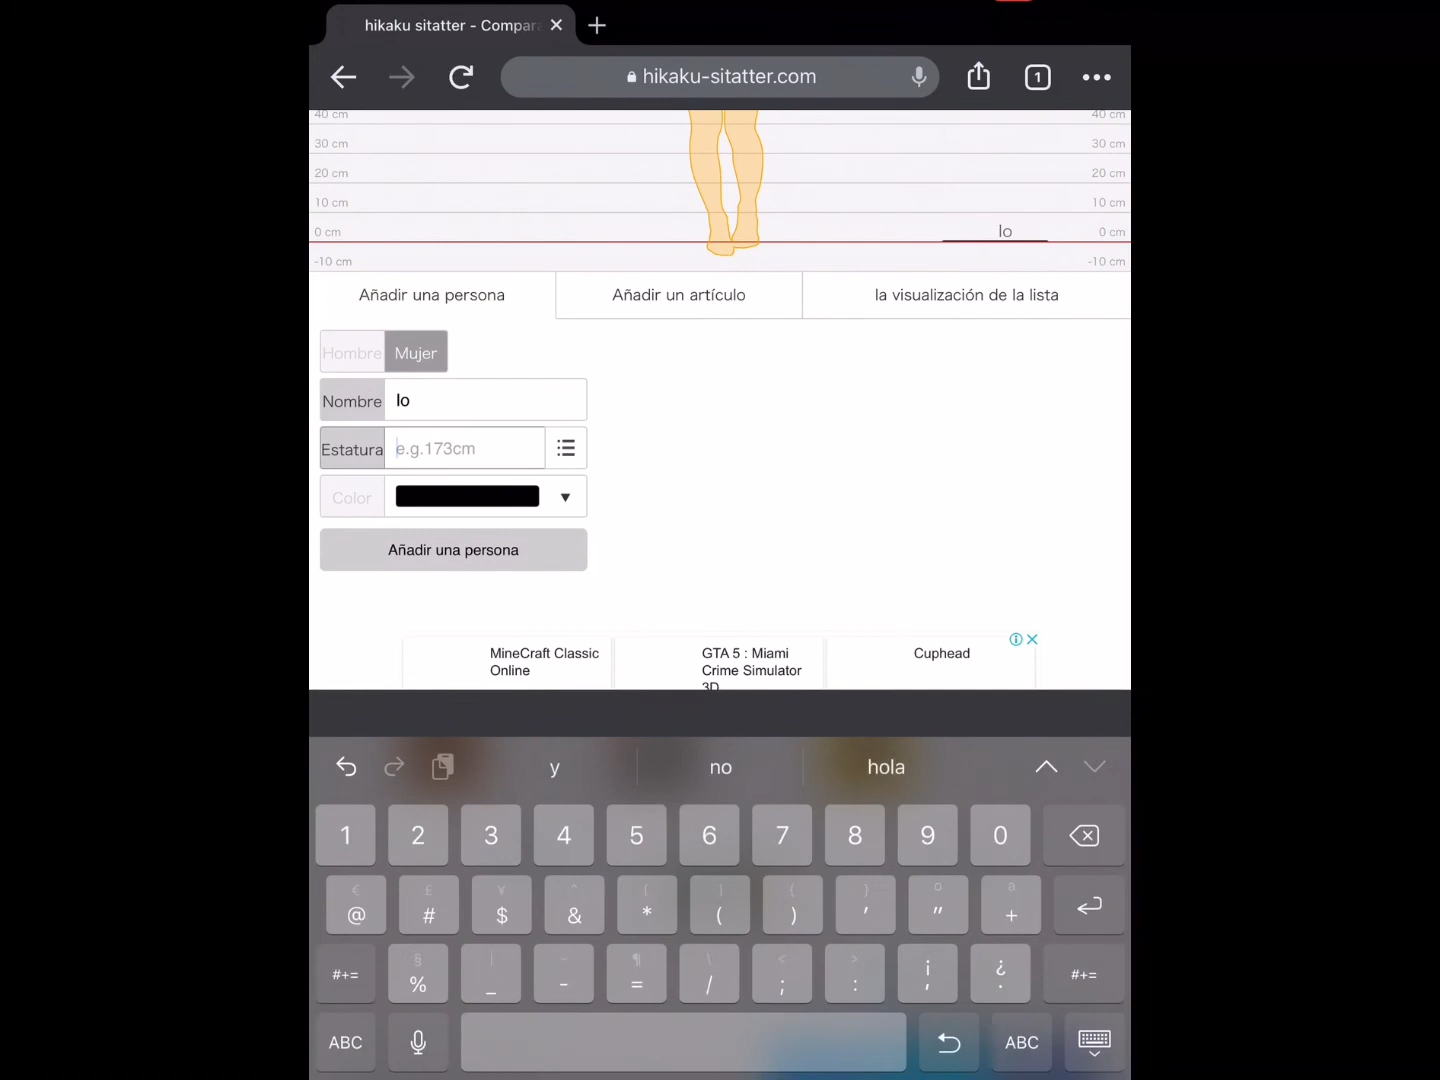 hikaku sitatter - Compara
hikaku-sitatter.com
1
40 cm 40 cm
30 cm 30 cm
20 cm 20 cm
10 cm 10 cm
lo
0 cm 0 cm
-10 cm -10 cm
Añadir una persona Añadir un artículo la visualización de la lista
Hombre Mujer
Nombre lo
Estatura e.g.173cm
Color
Añadir una persona
MineCraft Classic Online
GTA 5 : Miami Crime Simulator 3D
Cuphead
y no hola
1 2 3 4 5 6 7 8 9 0
@ # $ & * ( ) ' " +
#+= % _ - = / ; : , . #+=
ABC ABC